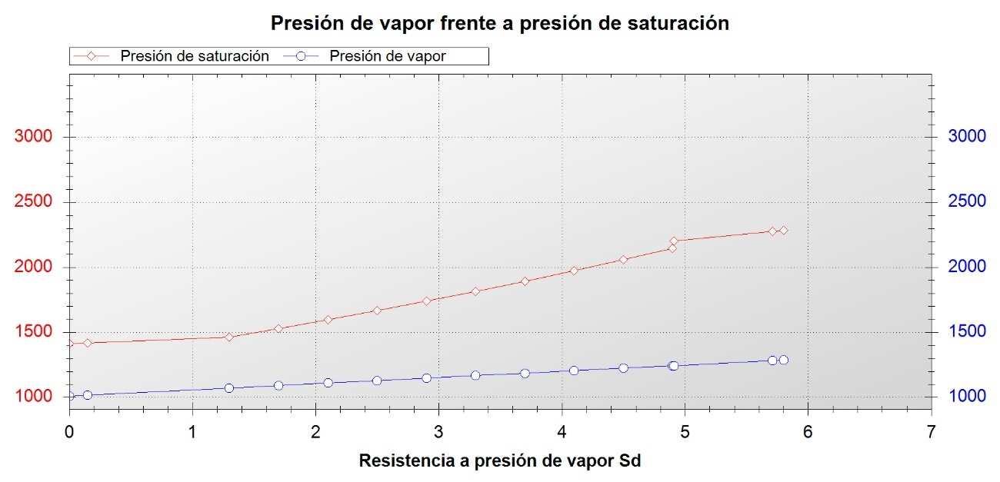 Presión de vapor frente a presión de saturación
Presión de saturación Presión de vapor
3000 3000
2500 2500
2000 2000
1500 1500
1000 1000
0 1 2 3 4 5 6 7
Resistencia a presión de vapor Sd